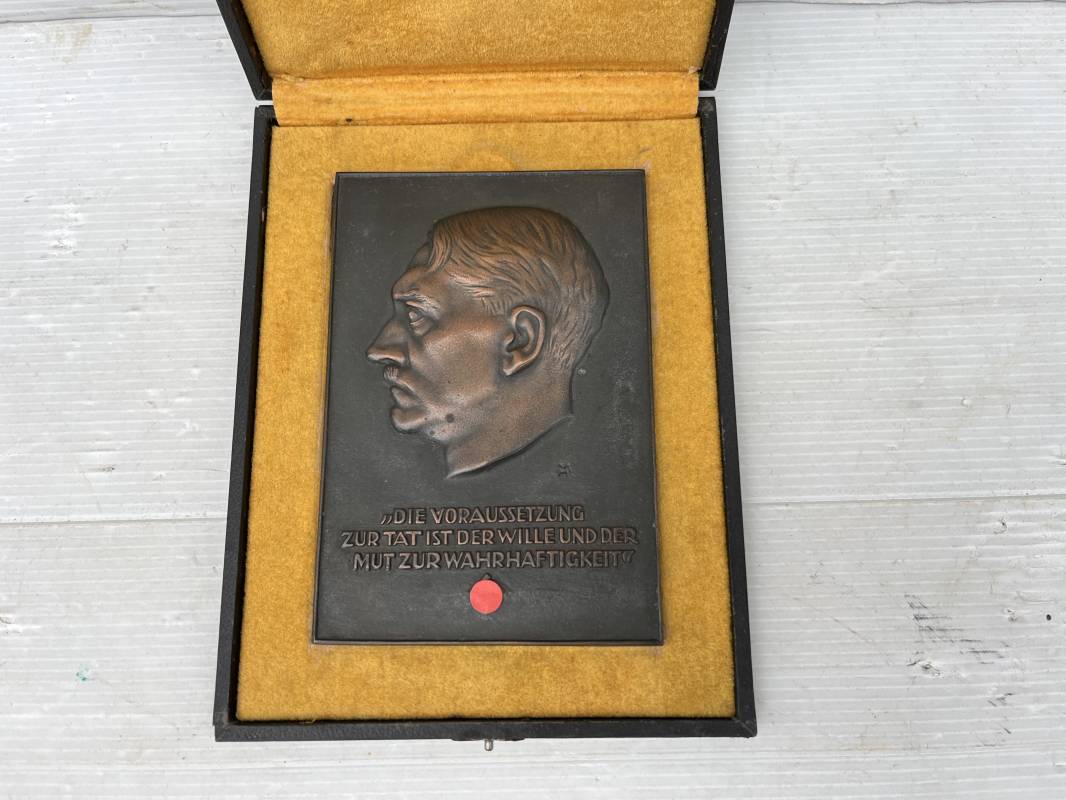 „DIE VORAUSSETZUNG
ZUR TAT IST DER WILLE UND DER
MUT ZUR WAHRHAFTIGKEIT“